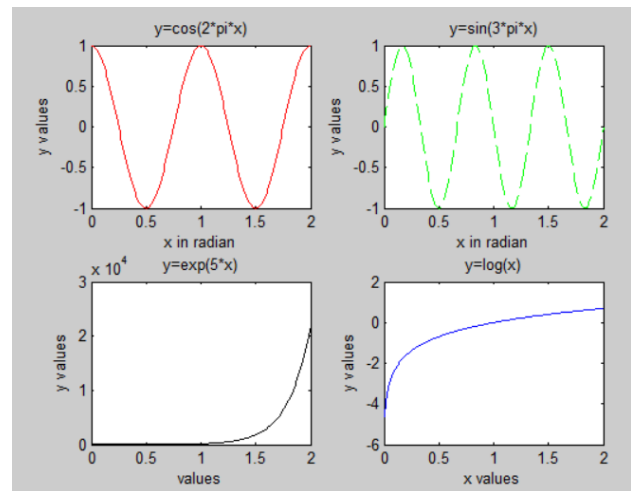 y=cos(2*pi*x)
1
0.5
0
-0.5
-1
y values
0 0.5 1 1.5 2
x in radian
y=sin(3*pi*x)
1
0.5
0
-0.5
-1
y values
0 0.5 1 1.5 2
x in radian
y=exp(5*x)
x 10^4
3
2
1
0
y values
0 0.5 1 1.5 2
values
y=log(x)
2
0
-2
-4
-6
y values
0 0.5 1 1.5 2
x values